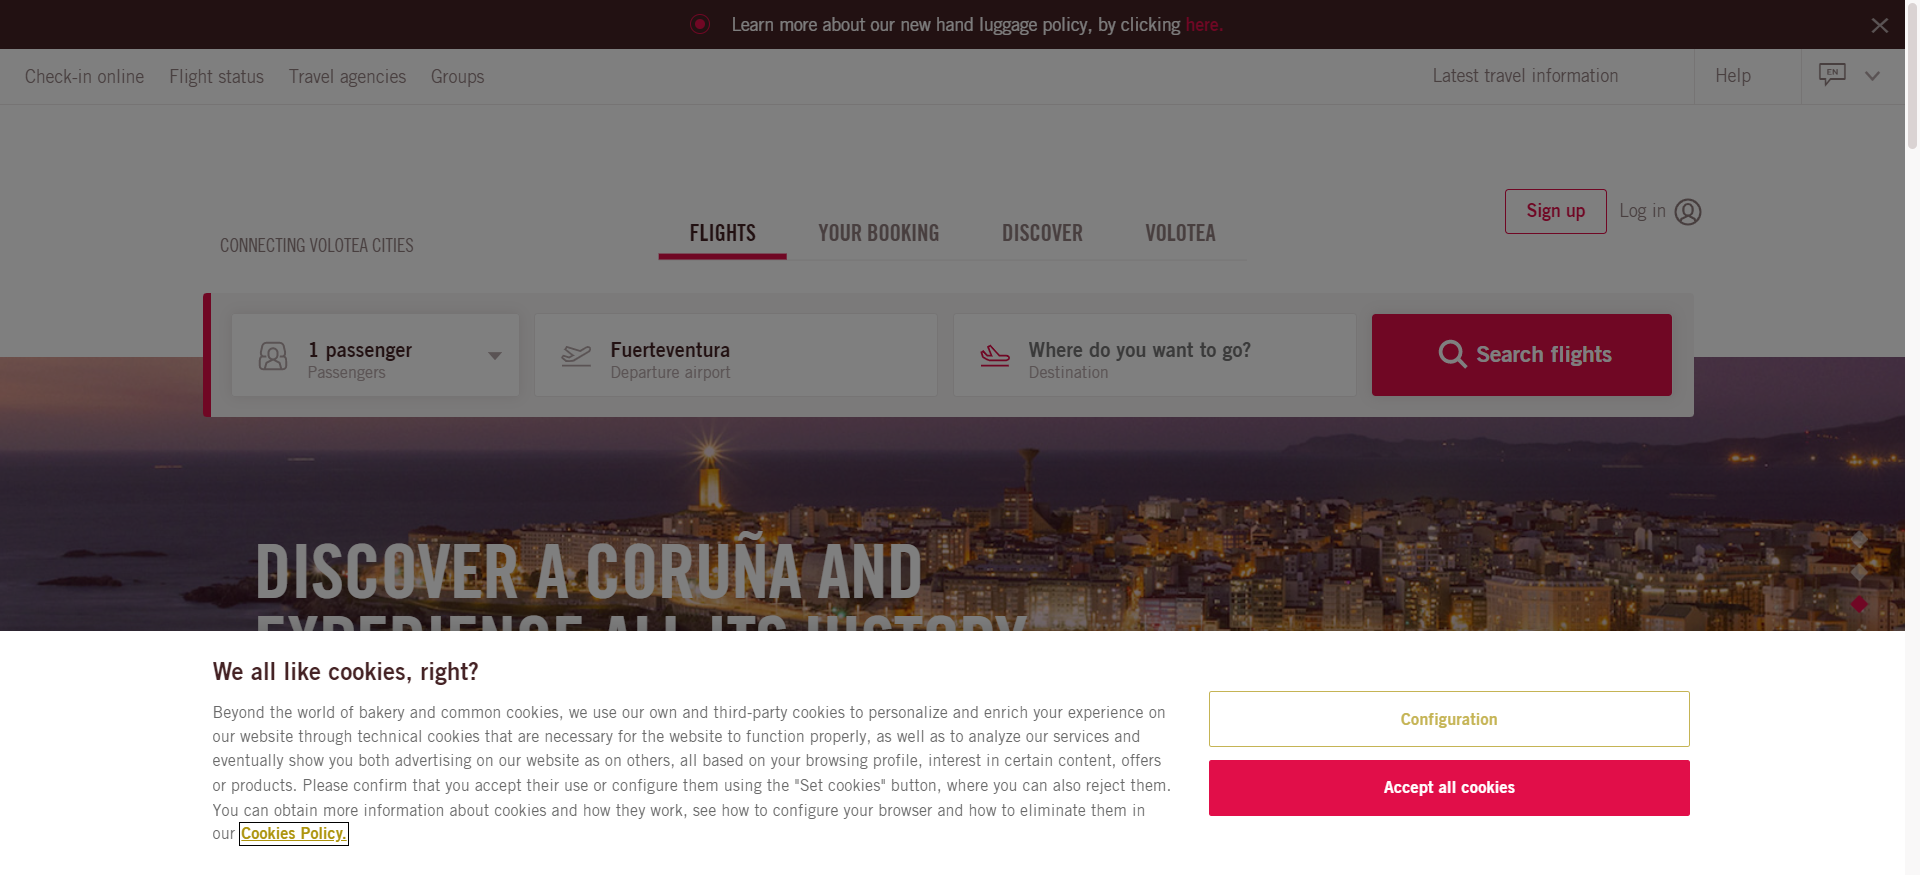 Learn more about our new hand luggage policy, by clicking here.
Check-in online Flight status Travel agencies Groups Latest travel information Help EN
Sign up Log in
CONNECTING VOLOTEA CITIES FLIGHTS YOUR BOOKING DISCOVER VOLOTEA
1 passenger
Passengers
Fuerteventura
Departure airport
Where do you want to go?
Destination
Search flights
DISCOVER A CORUÑA AND
EXPERIENCE ALL ITS HISTORY
We all like cookies, right?
Beyond the world of bakery and common cookies, we use our own and third-party cookies to personalize and enrich your experience on
our website through technical cookies that are necessary for the website to function properly, as well as to analyze our services and
eventually show you both advertising on our website as on others, all based on your browsing profile, interest in certain content, offers
or products. Please confirm that you accept their use or configure them using the "Set cookies" button, where you can also reject them.
You can obtain more information about cookies and how they work, see how to configure your browser and how to eliminate them in
our Cookies Policy.
Configuration
Accept all cookies